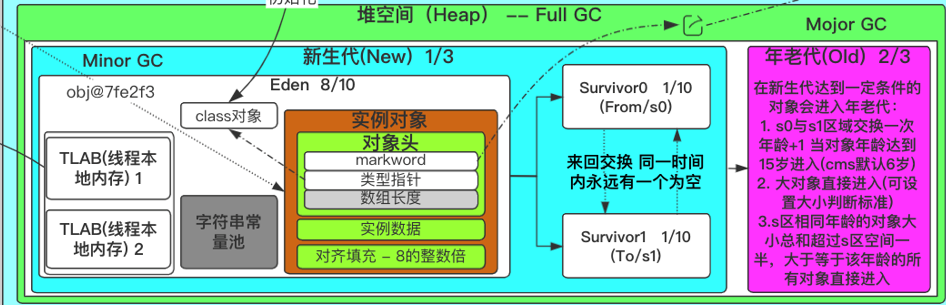 初始化
堆空间（Heap） -- Full GC
Mojor GC
Minor GC
新生代(New) 1/3
年老代(Old) 2/3
obj@7fe2f3
Eden 8/10
class对象
实例对象
对象头
markword
类型指针
数组长度
实例数据
对齐填充 – 8的整数倍
TLAB(线程本
地内存) 1
TLAB(线程本
地内存) 2
字符串常
量池
Survivor0 1/10
(From/s0)
来回交换 同一时间
内永远有一个为空
Survivor1 1/10
(To/s1)
在新生代达到一定条件的
对象会进入年老代：
1. s0与s1区域交换一次
年龄+1 当对象年龄达到
15岁进入(cms默认6岁)
2. 大对象直接进入(可设
置大小判断标准)
3.s区相同年龄的对象大
小总和超过s区空间一
半，大于等于该年龄的所
有对象直接进入